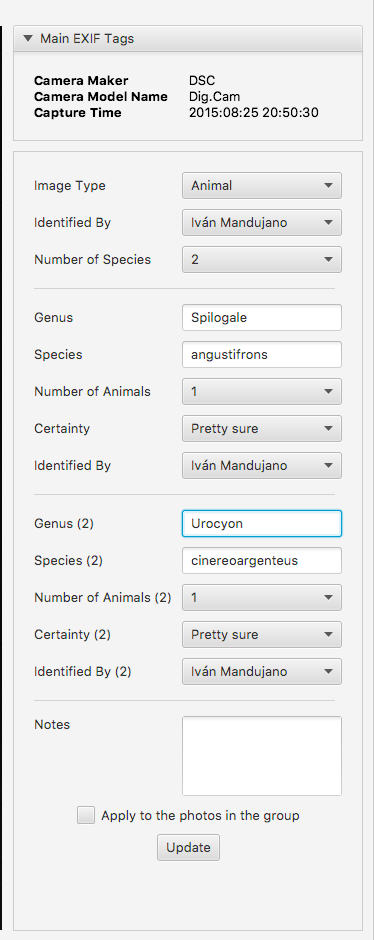 Main EXIF Tags
Camera Maker DSC
Camera Model Name Dig.Cam
Capture Time 2015:08:25 20:50:30
Image Type Animal
Identified By Iván Mandujano
Number of Species 2
Genus Spilogale
Species angustifrons
Number of Animals 1
Certainty Pretty sure
Identified By Iván Mandujano
Genus (2) Urocyon
Species (2) cinereoargenteus
Number of Animals (2) 1
Certainty (2) Pretty sure
Identified By (2) Iván Mandujano
Notes
Apply to the photos in the group
Update